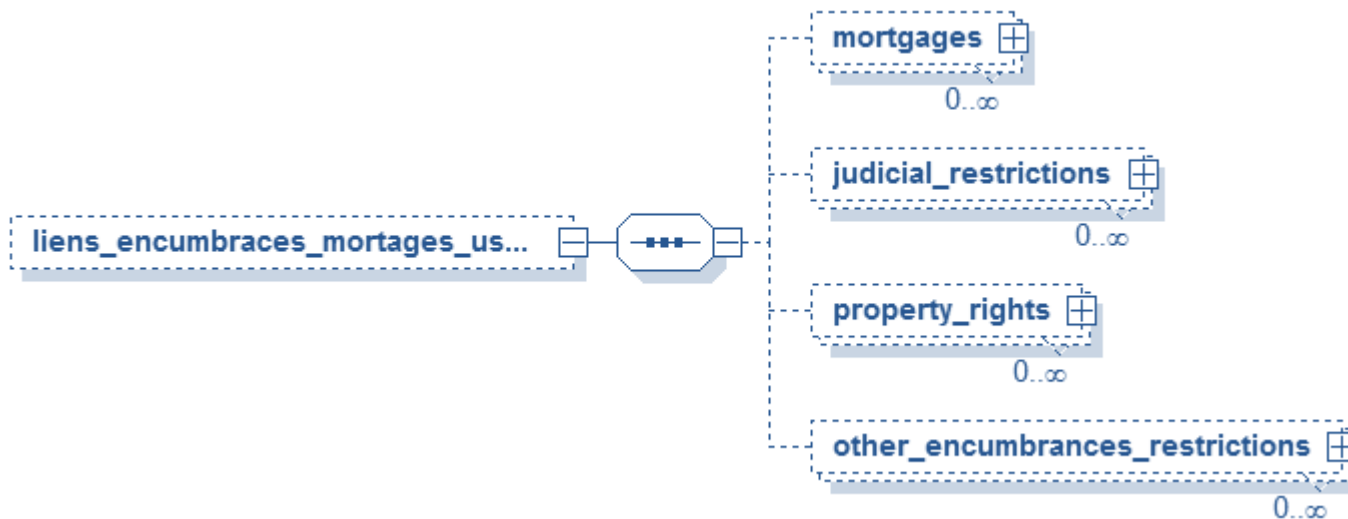 mortgages
0..∞
judicial_restrictions
0..∞
liens_encumbraces_mortages_us...
property_rights
0..∞
other_encumbrances_restrictions
0..∞